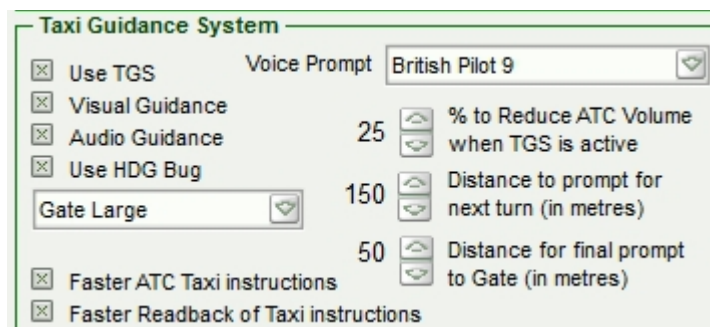 Taxi Guidance System
Use TGS
Voice Prompt British Pilot 9
Visual Guidance
Audio Guidance
Use HDG Bug
Gate Large
25 % to Reduce ATC Volume
when TGS is active
150 Distance to prompt for
next turn (in metres)
50 Distance for final prompt
to Gate (in metres)
Faster ATC Taxi instructions
Faster Readback of Taxi instructions